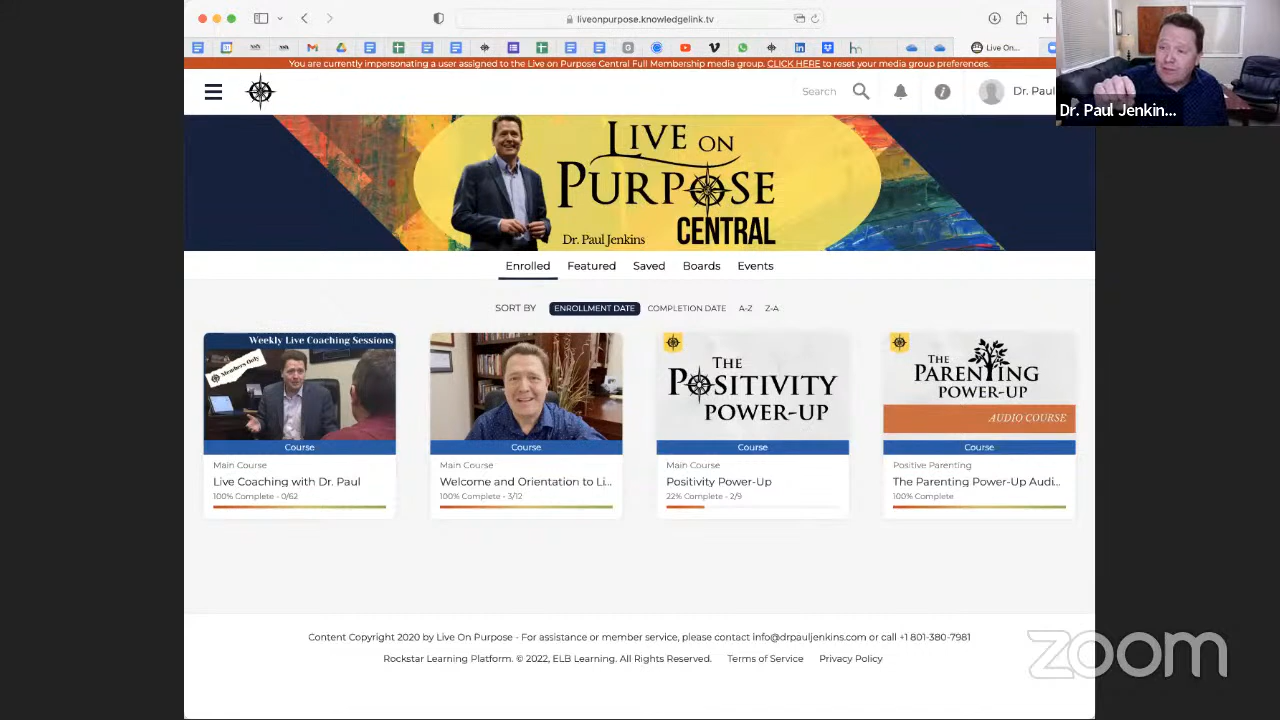 liveonpurpose.knowledgelink.tv
Live On...
You are currently impersonating a user assigned to the Live on Purpose Central Full Membership media group. CLICK HERE to reset your media group preferences.
Search
Dr. Paul
Dr. Paul Jenkin...
LIVE ON
PURPOSE
CENTRAL
Dr. Paul Jenkins
Enrolled Featured Saved Boards Events
SORT BY ENROLLMENT DATE COMPLETION DATE A-Z Z-A
Weekly Live Coaching Sessions
Members Only
THE
POSITIVITY
POWER-UP
THE
PARENTING
POWER-UP
AUDIO COURSE
Course Course Course Course
Main Course Main Course Main Course Positive Parenting
Live Coaching with Dr. Paul Welcome and Orientation to Li... Positivity Power-Up The Parenting Power-Up Audi...
100% Complete - 0/62 100% Complete - 3/12 22% Complete - 2/9 100% Complete
Content Copyright 2020 by Live On Purpose - For assistance or member service, please contact info@drpauljenkins.com or call +1 801-380-7981
Rockstar Learning Platform. © 2022, ELB Learning. All Rights Reserved. Terms of Service Privacy Policy
zoom